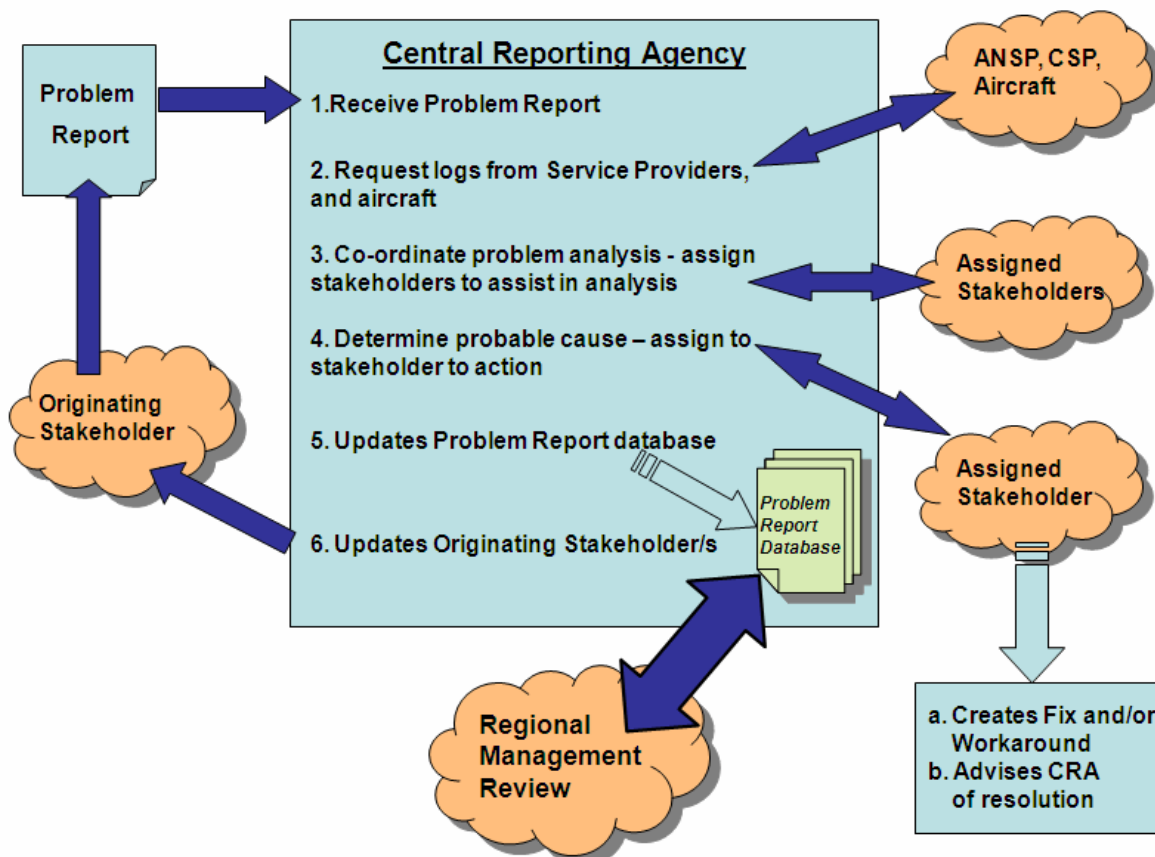 Problem
Report
Central Reporting Agency
1.Receive Problem Report
2. Request logs from Service Providers,
and aircraft
3. Co-ordinate problem analysis - assign
stakeholders to assist in analysis
4. Determine probable cause – assign to
stakeholder to action
5. Updates Problem Report database
6. Updates Originating Stakeholder/s
Problem
Report
Database
ANSP, CSP,
Aircraft
Assigned
Stakeholders
Assigned
Stakeholder
Originating
Stakeholder
Regional
Management
Review
a. Creates Fix and/or
Workaround
b. Advises CRA
of resolution